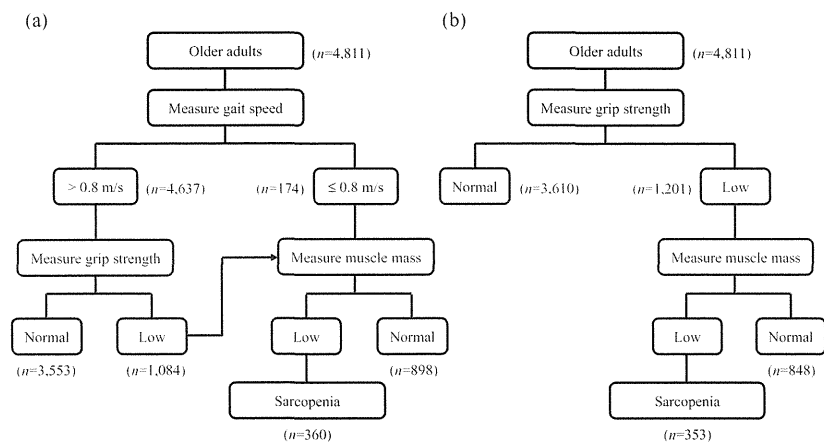 (a)
Older adults (n=4,811)
Measure gait speed
> 0.8 m/s (n=4,637) (n=174) ≤ 0.8 m/s
Measure grip strength Measure muscle mass
Normal Low Low Normal
(n=3,553) (n=1,084) (n=898)
Sarcopenia
(n=360)
(b)
Older adults (n=4,811)
Measure grip strength
Normal (n=3,610) (n=1,201) Low
Measure muscle mass
Low Normal
(n=848)
Sarcopenia
(n=353)